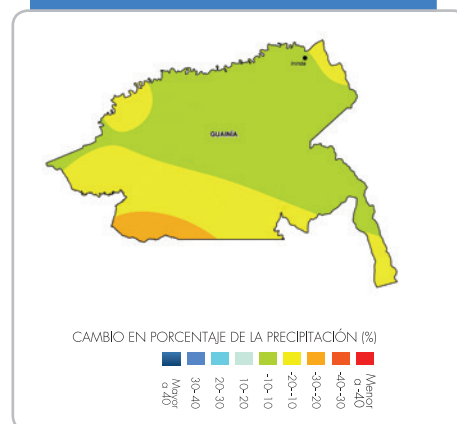 GUAINÍA
CAMBIO EN PORCENTAJE DE LA PRECIPITACIÓN (%)
Mayor a 40
30- 40
20- 30
10- 20
-10-10
-20--10
-30--20
-40--30
Menor a -40